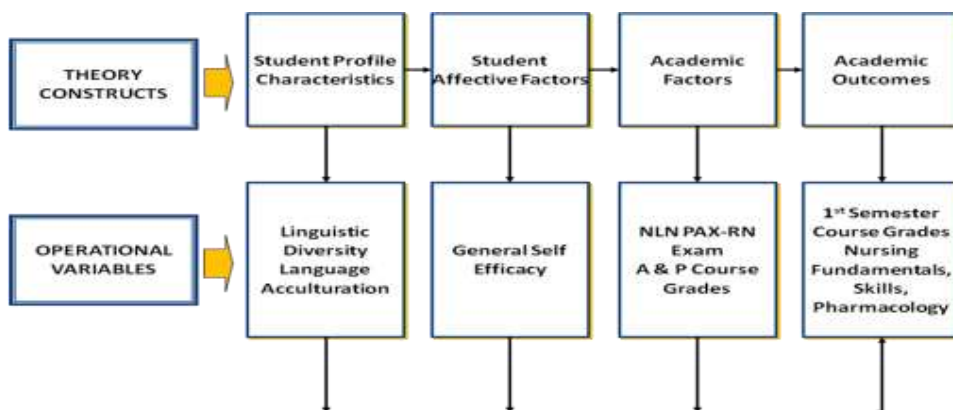 THEORY
CONSTRUCTS
Student Profile
Characteristics
Student
Affective Factors
Academic
Factors
Academic
Outcomes
OPERATIONAL
VARIABLES
Linguistic
Diversity
Language
Acculturation
General Self
Efficacy
NLN PAX-RN
Exam
A & P Course
Grades
1st Semester
Course Grades
Nursing
Fundamentals,
Skills,
Pharmacology